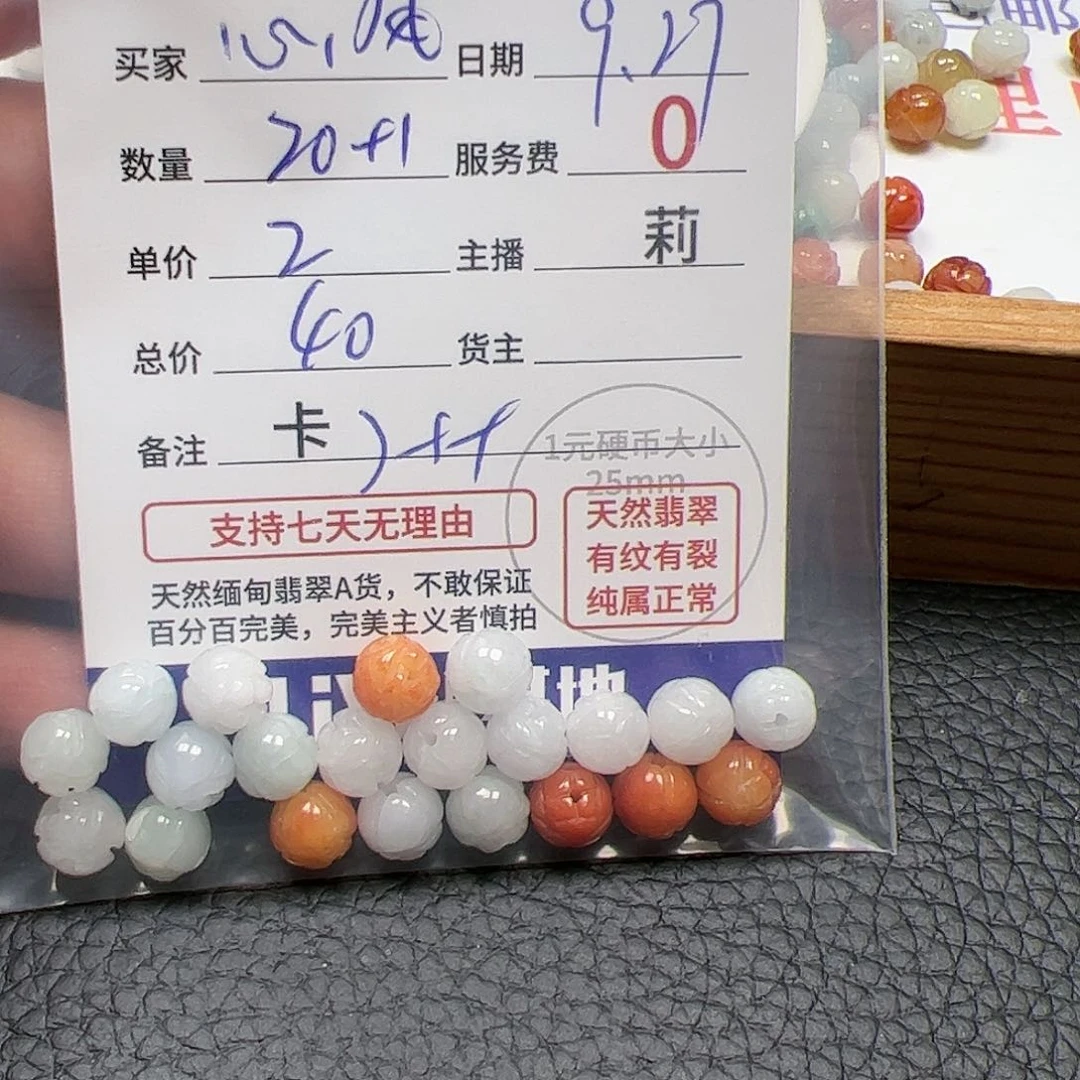 买家 日期 9.27
数量 20+1 服务费 0
单价 2 主播 莉
总价 40 货主
备注 卡
1元硬币大小
25mm
支持七天无理由
天然缅甸翡翠A货，不敢保证
百分百完美，完美主义者慎拍
天然翡翠
有纹有裂
纯属正常